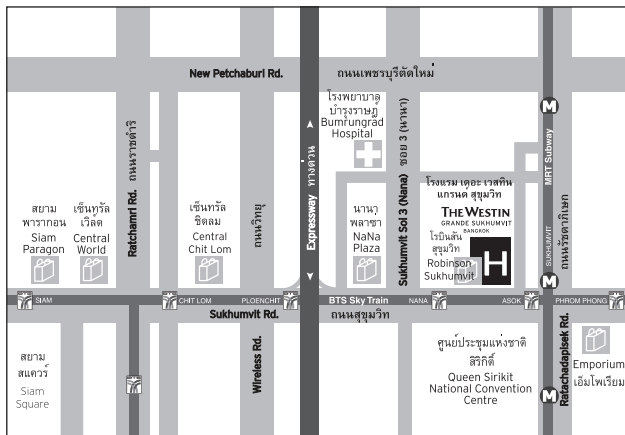 New Petchaburi Rd.
ถนนเพชรบุรีตัดใหม่
Ratchamri Rd. ถนนราชดำริ
ถนนวิทยุ
Expressway ทางด่วน
โรงพยาบาล
บำรุงราษฎ์
Bumrungrad
Hospital
Sukhumvit Soi 3 (Nana) ซอย 3 (นานา)
M
MRT Subway
SUKHUMVIT
ถนนรัชดาภิเษก
สยาม
พารากอน
Siam
Paragon
เซ็นทรัล
เวิลด์
Central
World
เซ็นทรัล
ชิดลม
Central
Chit Lom
นานา
พลาซา
NaNa
Plaza
โรงแรม เดอะ เวสทิน
แกรนด์ สุขุมวิท
THE WESTIN
GRANDE SUKHUMVIT
BANGKOK
โรบินสัน
สุขุมวิท
Robinson
Sukhumvit
H
M
SIAM
CHIT LOM
PLOENCHIT
BTS Sky Train
NANA
ASOK
PHROM PHONG
Sukhumvit Rd.
ถนนสุขุมวิท
สยาม
สแควร์
Siam
Square
Wireless Rd.
ศูนย์ประชุมแห่งชาติ
สิริกิติ์
Queen Sirikit
National Convention
Centre
M
Ratachadapisek Rd.
Emporium
เอ็มโพเรียม